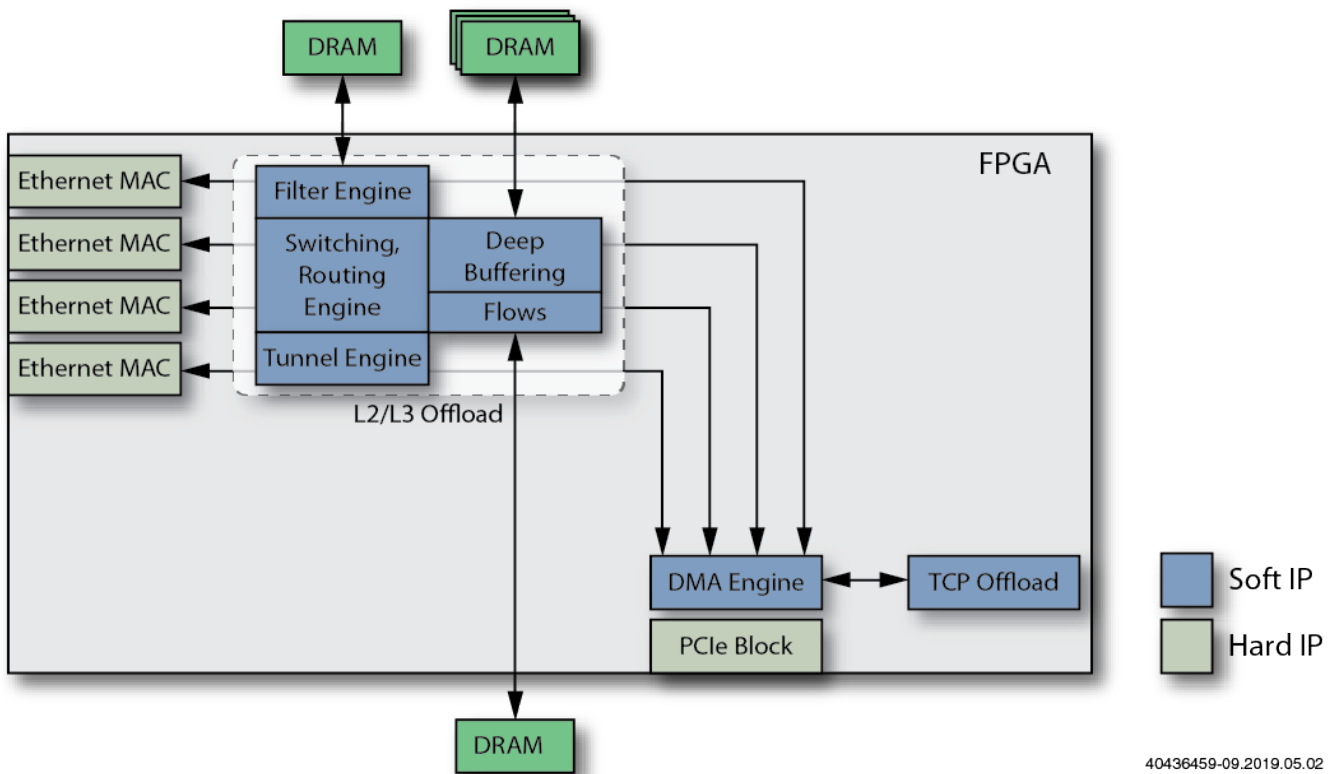 DRAM
DRAM
FPGA
Ethernet MAC
Ethernet MAC
Ethernet MAC
Ethernet MAC
Filter Engine
Switching,
Routing
Engine
Deep
Buffering
Flows
Tunnel Engine
L2/L3 Offload
DMA Engine
TCP Offload
PCIe Block
Soft IP
Hard IP
DRAM
40436459-09.2019.05.02